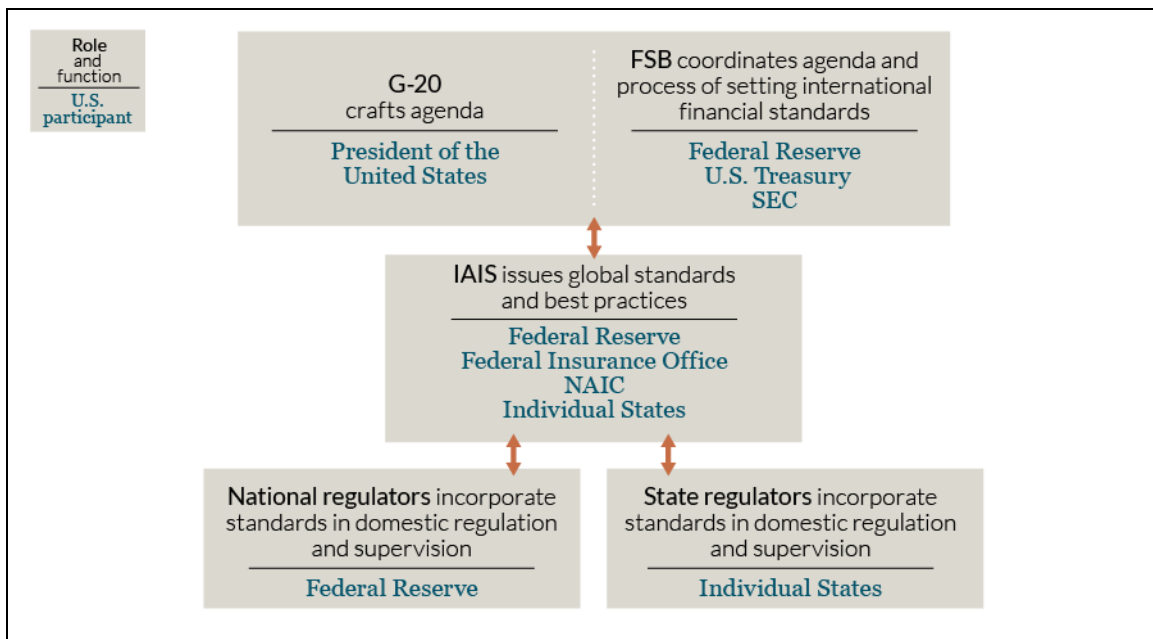 Role
and
function
U.S.
participant
G-20
crafts agenda
President of the
United States
FSB coordinates agenda and
process of setting international
financial standards
Federal Reserve
U.S. Treasury
SEC
IAIS issues global standards
and best practices
Federal Reserve
Federal Insurance Office
NAIC
Individual States
National regulators incorporate
standards in domestic regulation
and supervision
Federal Reserve
State regulators incorporate
standards in domestic regulation
and supervision
Individual States